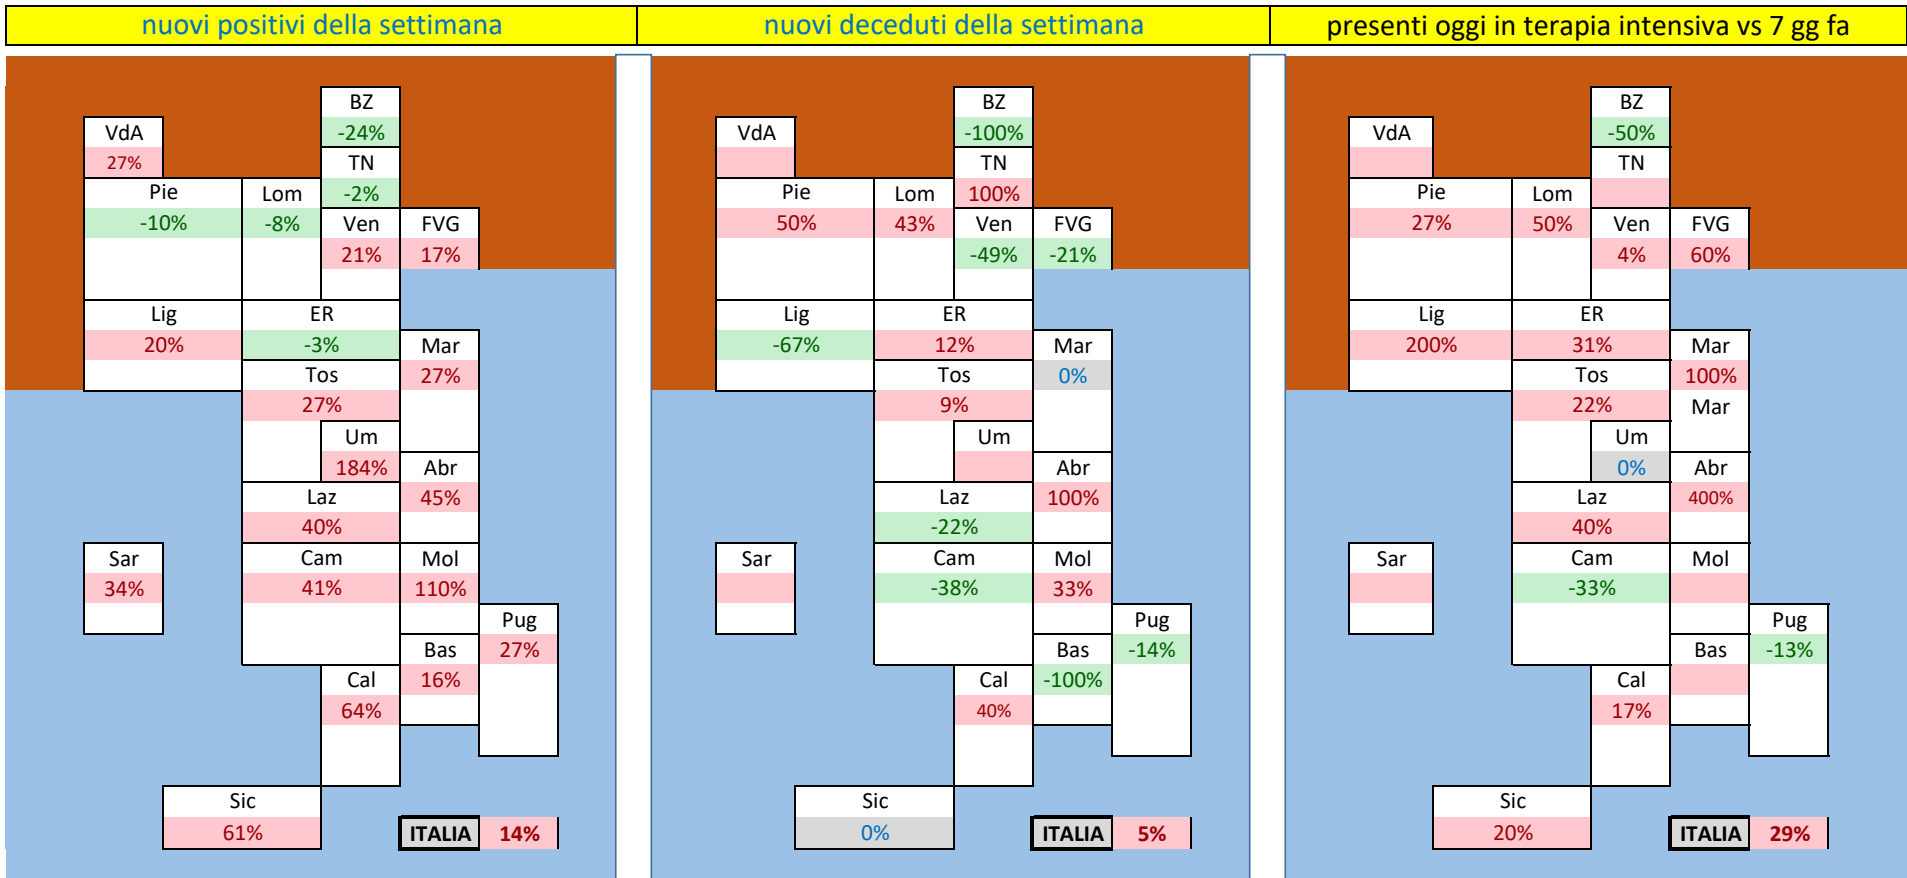 nuovi positivi della settimana
nuovi deceduti della settimana
presenti oggi in terapia intensiva vs 7 gg fa
BZ
VdA -24%
27% TN
Pie Lom -2%
-10% -8% Ven FVG
21% 17%
Lig ER
20% -3% Mar
Tos 27%
27%
Um
184% Abr
Laz 45%
40%
Sar Cam Mol
34% 41% 110%
Pug
Bas 27%
Cal 16%
64%
Sic
61% ITALIA 14%
BZ
VdA -100%
TN
Pie Lom 100%
50% 43% Ven FVG
-49% -21%
Lig ER
-67% 12% Mar
Tos 0%
9%
Um
Abr
Laz 100%
-22%
Sar Cam Mol
-38% 33%
Pug
Bas -14%
Cal -100%
40%
Sic
0% ITALIA 5%
BZ
VdA -50%
TN
Pie Lom
27% 50% Ven FVG
4% 60%
Lig ER
200% 31% Mar
Tos 100%
22% Mar
Um
0% Abr
Laz 400%
40%
Sar Cam Mol
-33%
Pug
Bas -13%
Cal
17%
Sic
20% ITALIA 29%